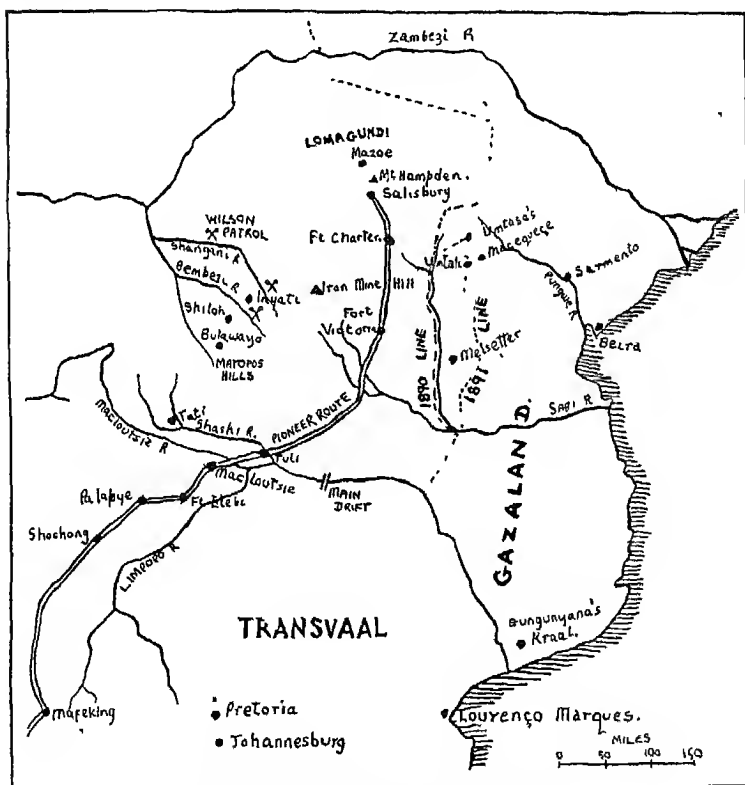 Zambezi R
LOMAGUNDI
Mazoe
Mt Hampden.
Salisbury
WILSON
PATROL
Shangani R
Ft Charter
Umtasa's
Macequeçe
Umtali
Sarmento
Bembezi R
Inyati
Iran Mine Hill
Pungwe R
Shiloh
Fort
Victoria
Beira
Bulawayo
MATOPOS
HILLS
1890 LINE
1891 LINE
Melsetter
PIONEER ROUTE
SABI R
Tati
Shashi R.
Macloutsie R
Tuli
Macloutsie
GAZALAND.
Palapye
Ft Elebi
MAIN
DRIFT
Shoshong
LIMPOPO R
Gungunyana's
Kraal.
TRANSVAAL
Mafeking
Pretoria
Lourenço Marques.
Johannesburg
MILES
0 50 100 150